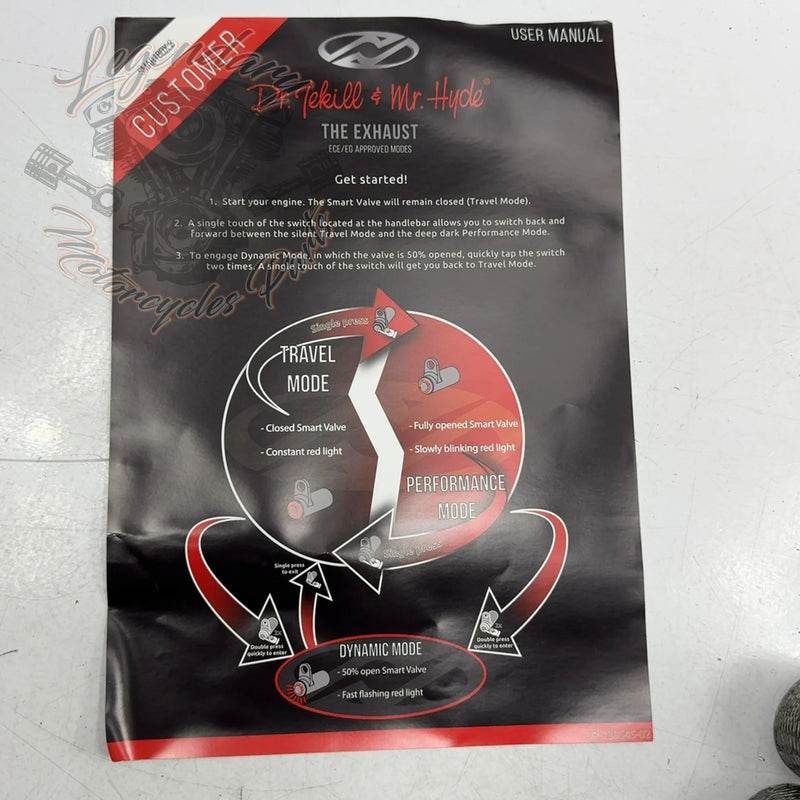 USER MANUAL
CUSTOMER
Legendary
Motorcycles Parts
Dr. Jekill & Mr. Hyde®
THE EXHAUST
ECE/EG APPROVED MODES
Get started!
1. Start your engine. The Smart Valve will remain closed (Travel Mode).
2. A single touch of the switch located at the handlebar allows you to switch back and
forward between the silent Travel Mode and the deep dark Performance Mode.
3. To engage Dynamic Mode, in which the valve is 50% opened, quickly tap the switch
two times. A single touch of the switch will get you back to Travel Mode.
Single press
TRAVEL
MODE
- Closed Smart Valve
- Constant red light
- Fully opened Smart Valve
- Slowly blinking red light
PERFORMANCE
MODE
Single press
Single press
to exit
2x
Double press
quickly to enter
2x
Double press
quickly to enter
DYNAMIC MODE
- 50% open Smart Valve
- Fast flashing red light